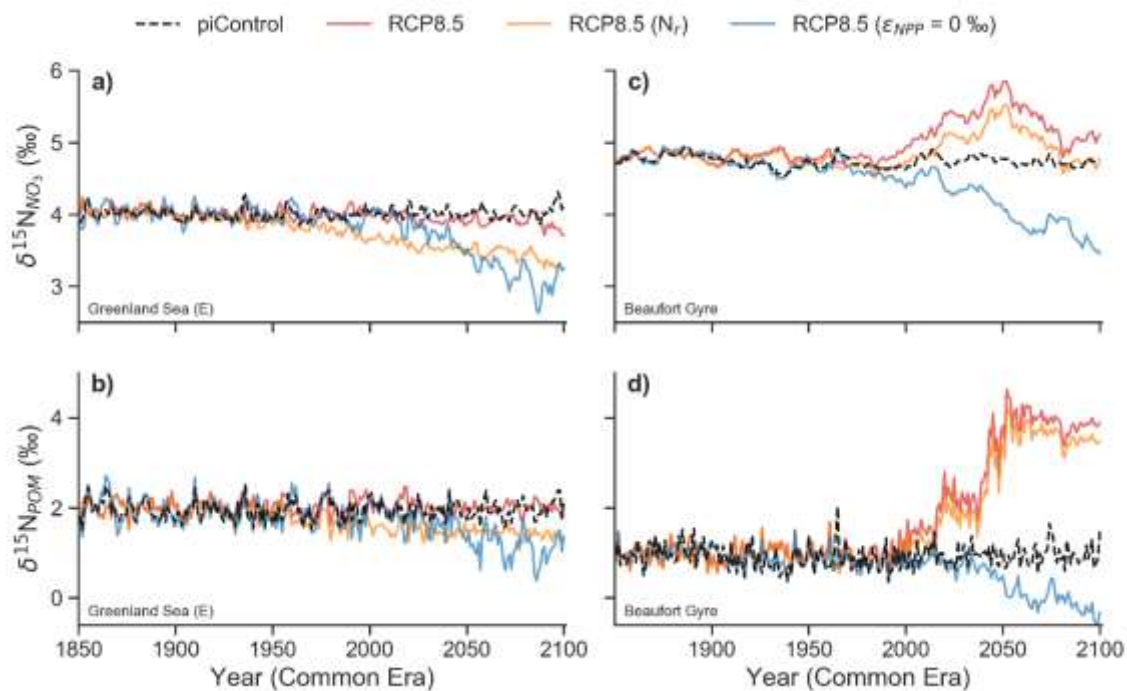 piControl RCP8.5 RCP8.5 (Nᵣ) RCP8.5 (εNPP = 0 ‰)
a)
δ¹⁵N_NO₃ (‰)
6
5
4
3
Greenland Sea (E)
c)
Beaufort Gyre
b)
δ¹⁵N_POM (‰)
4
2
0
Greenland Sea (E)
1850 1900 1950 2000 2050 2100
Year (Common Era)
d)
Beaufort Gyre
1900 1950 2000 2050 2100
Year (Common Era)